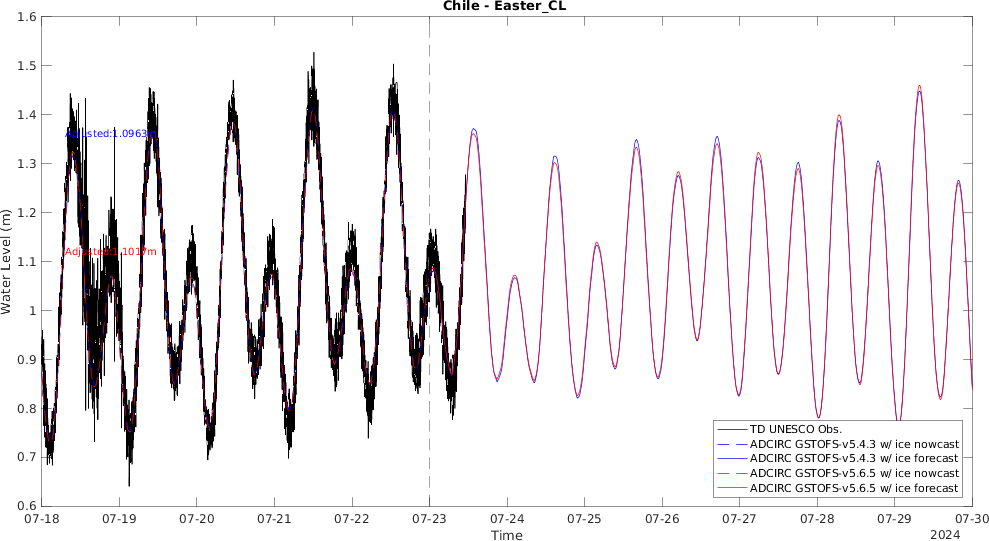 Chile - Easter_CL
Water Level (m)
1.6
1.5
1.4
1.3
1.2
1.1
1
0.9
0.8
0.7
0.6
Adjusted:1.0963m
Adjusted:1.1017m
TD UNESCO Obs.
ADCIRC GSTOFS-v5.4.3 w/ ice nowcast
ADCIRC GSTOFS-v5.4.3 w/ ice forecast
ADCIRC GSTOFS-v5.6.5 w/ ice nowcast
ADCIRC GSTOFS-v5.6.5 w/ ice forecast
07-18 07-19 07-20 07-21 07-22 07-23 07-24 07-25 07-26 07-27 07-28 07-29 07-30
Time
2024